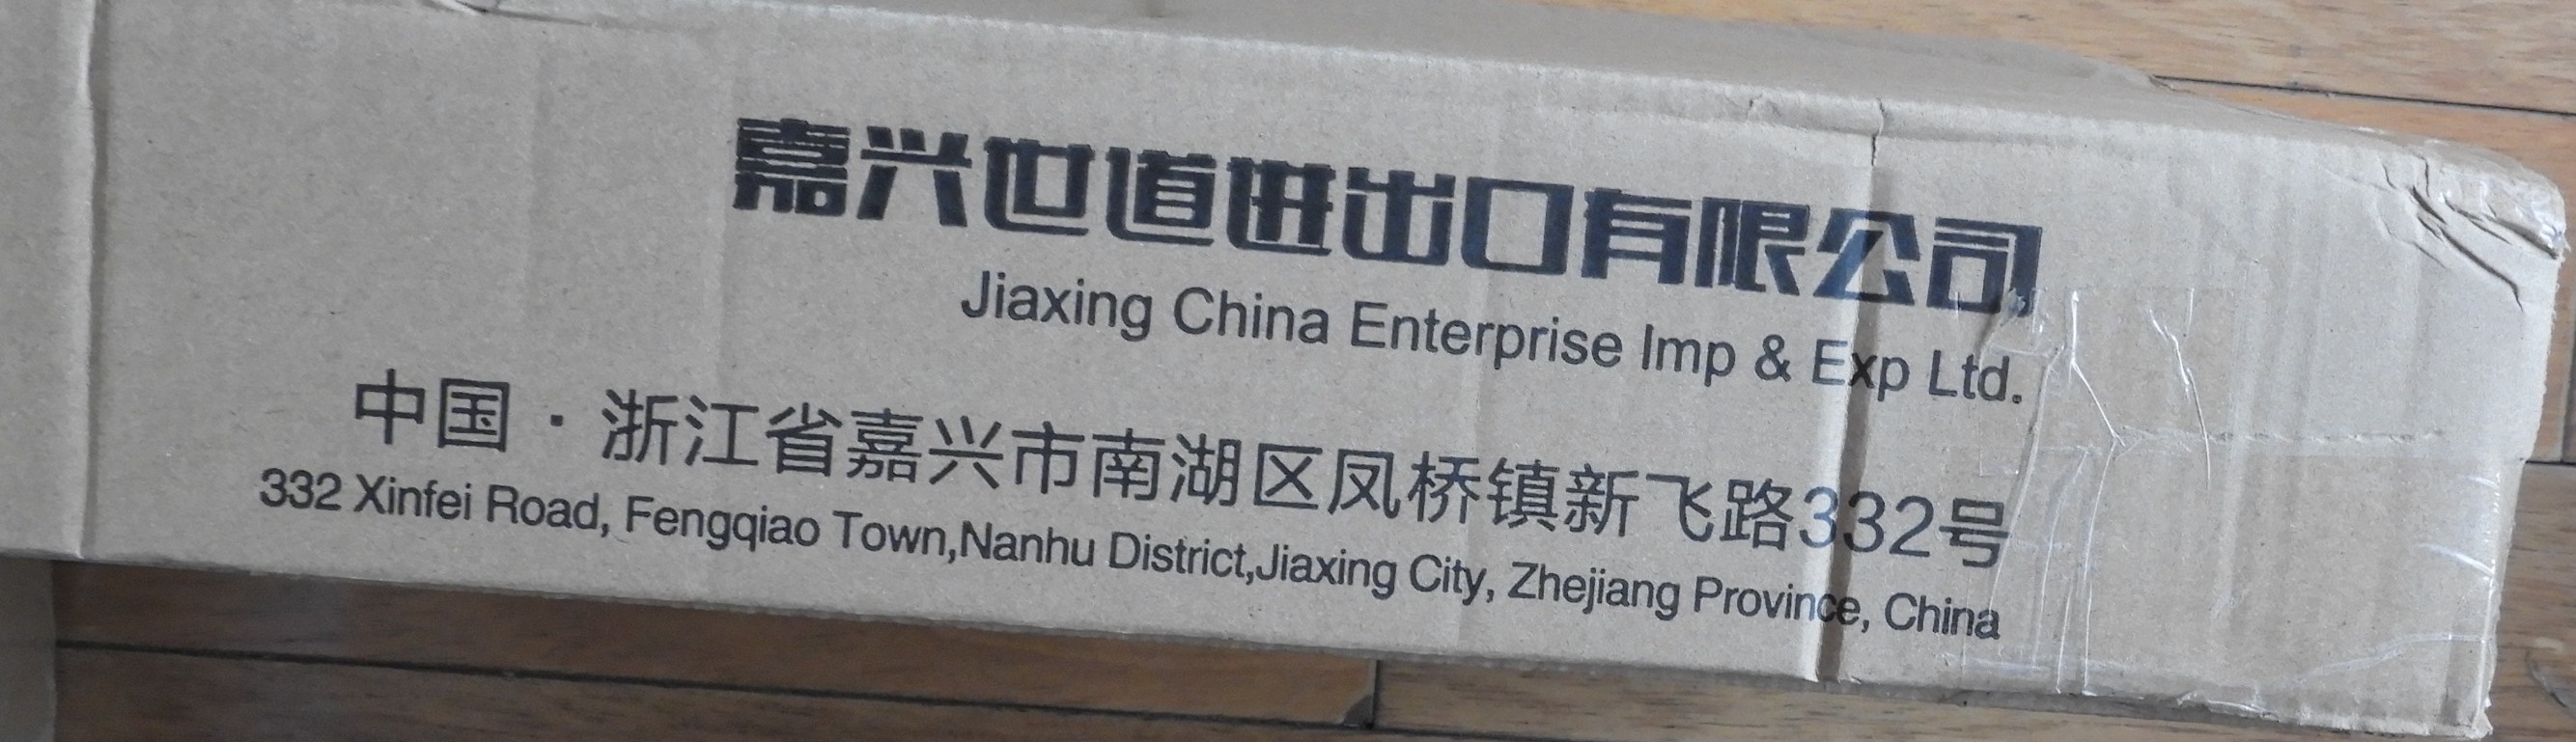 嘉兴世道进出口有限公司
Jiaxing China Enterprise Imp & Exp Ltd.
中国·浙江省嘉兴市南湖区凤桥镇新飞路332号
332 Xinfei Road, Fengqiao Town,Nanhu District,Jiaxing City, Zhejiang Province, China